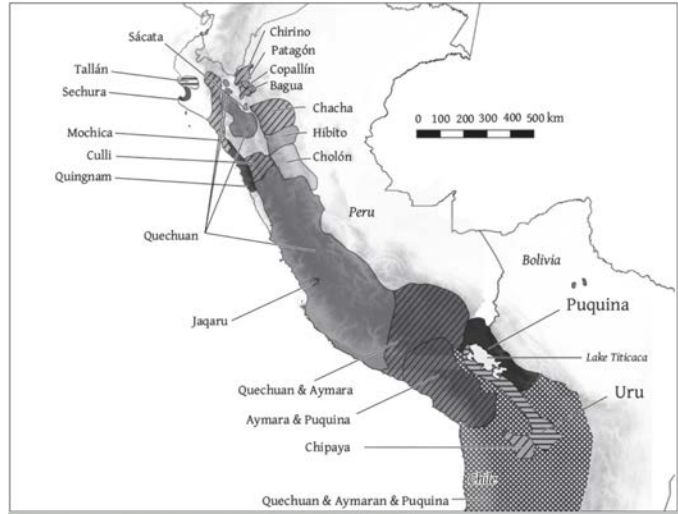 Chirino
Sácata
Patagón
Tallán
Copallín
Sechura
Bagua
Chacha
0 100 200 300 400 500 km
Mochica
Hibito
Culli
Cholón
Quingnam
Peru
Quechuan
Bolivia
Puquina
Jaqaru
Lake Titicaca
Quechuan & Aymara
Uru
Aymara & Puquina
Chipaya
Chile
Quechuan & Aymaran & Puquina